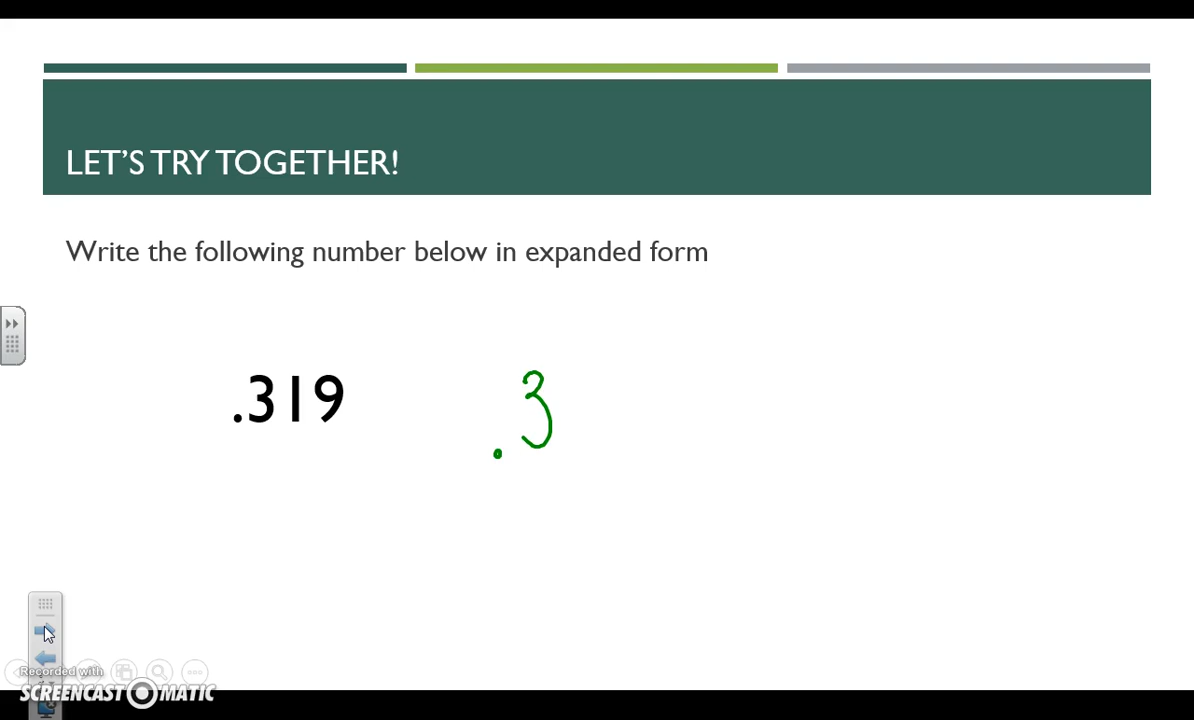 LET'S TRY TOGETHER!
Write the following number below in expanded form
.319 .3
Recorded with
SCREENCAST MATIC